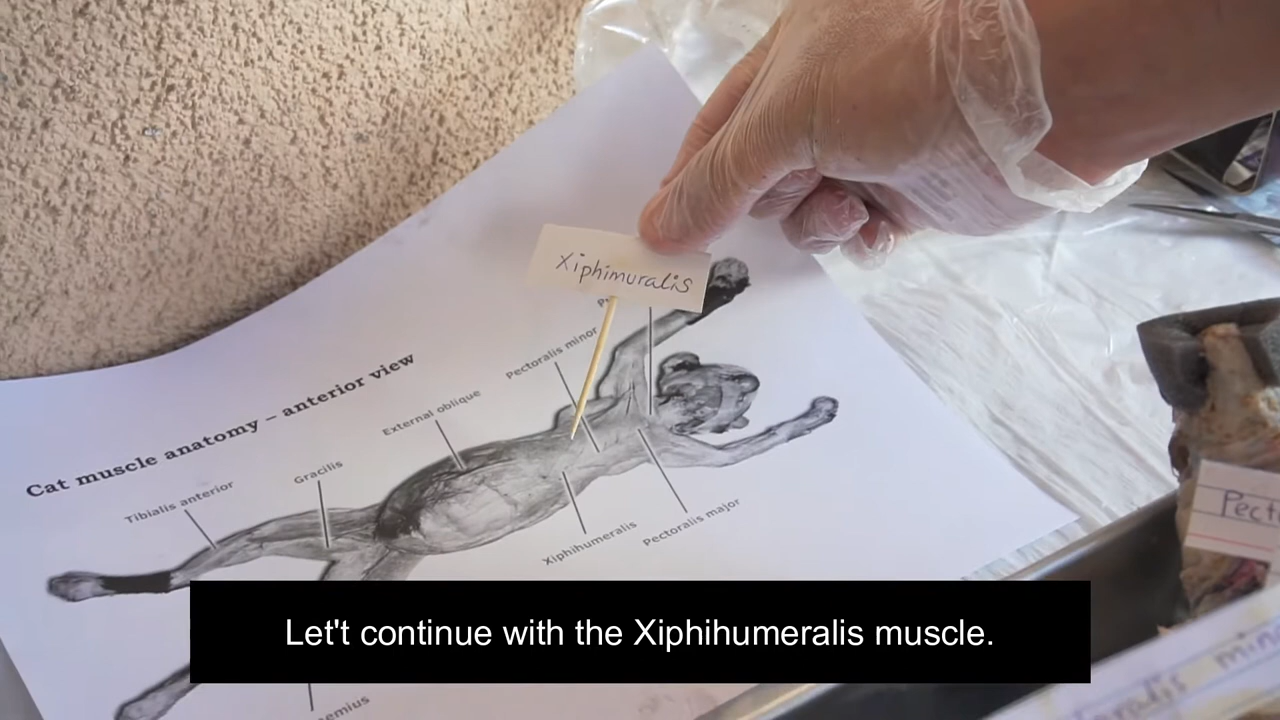 Xiphimuralis
Pectoralis minor
External oblique
Cat muscle anatomy – anterior view
Gracilis
Tibialis anterior
Xiphihumeralis
Pectoralis major
Let't continue with the Xiphihumeralis muscle.